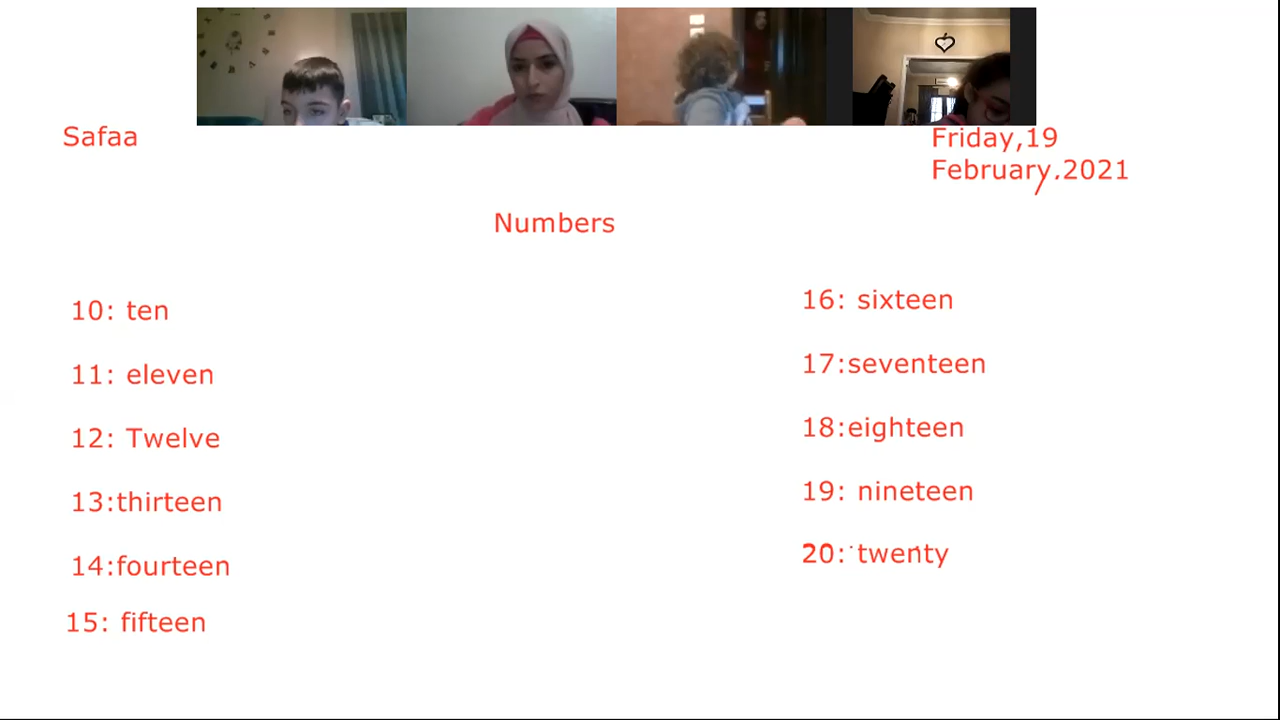 Safaa
Friday,19
February.2021
Numbers
10: ten
11: eleven
12: Twelve
13:thirteen
14:fourteen
15: fifteen
16: sixteen
17:seventeen
18:eighteen
19: nineteen
20: twenty